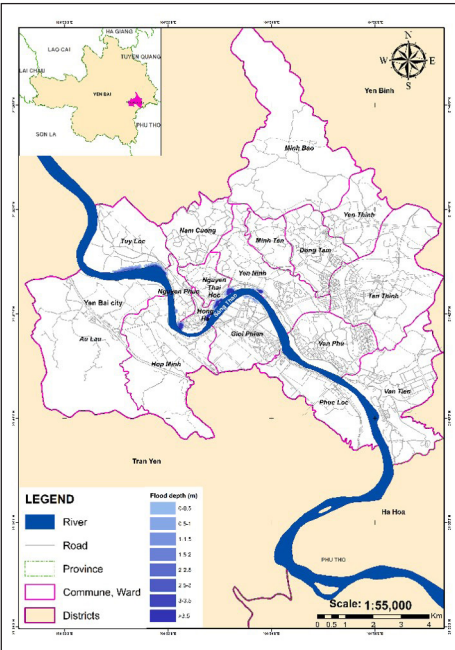 HA GIANG
LAO CAI
TUYEN QUANG
LAI CHAU
YEN BAI
PHU THO
SON LA
N
W
E
S
Yen Binh
Minh Bao
Yen Thinh
Nam Cuong
Tuy Loc
Minh Tan
Dong Tam
Nguyen
Thai
Hoc
Yen Ninh
Tan Thinh
Nguyen Phuc
Yen Bai city
Hong Ha
Song Thao
Gioi Phien
Van Phu
Au Lau
Hop Minh
Van Tien
Phuc Loc
Tran Yen
Ha Hoa
PHU THO
LEGEND
River
Road
Province
Commune, Ward
Districts
Flood depth (m)
0-0.5
0.5-1
1-1.5
1.5-2
2-2.5
2.5-3
3-3.5
>3.5
Scale: 1:55,000
0 0.5 1 2 3 4
Km